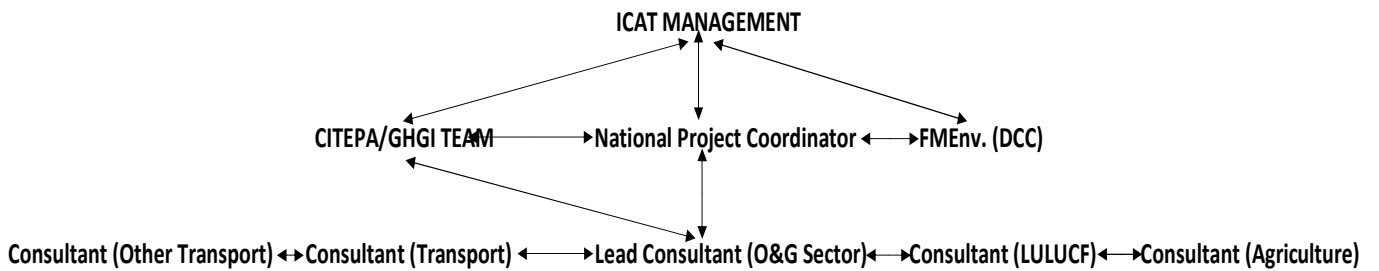 ICAT MANAGEMENT
CITEPA/GHGI TEAM National Project Coordinator FMEnv. (DCC)
Consultant (Other Transport) Consultant (Transport) Lead Consultant (O&G Sector) Consultant (LULUCF) Consultant (Agriculture)